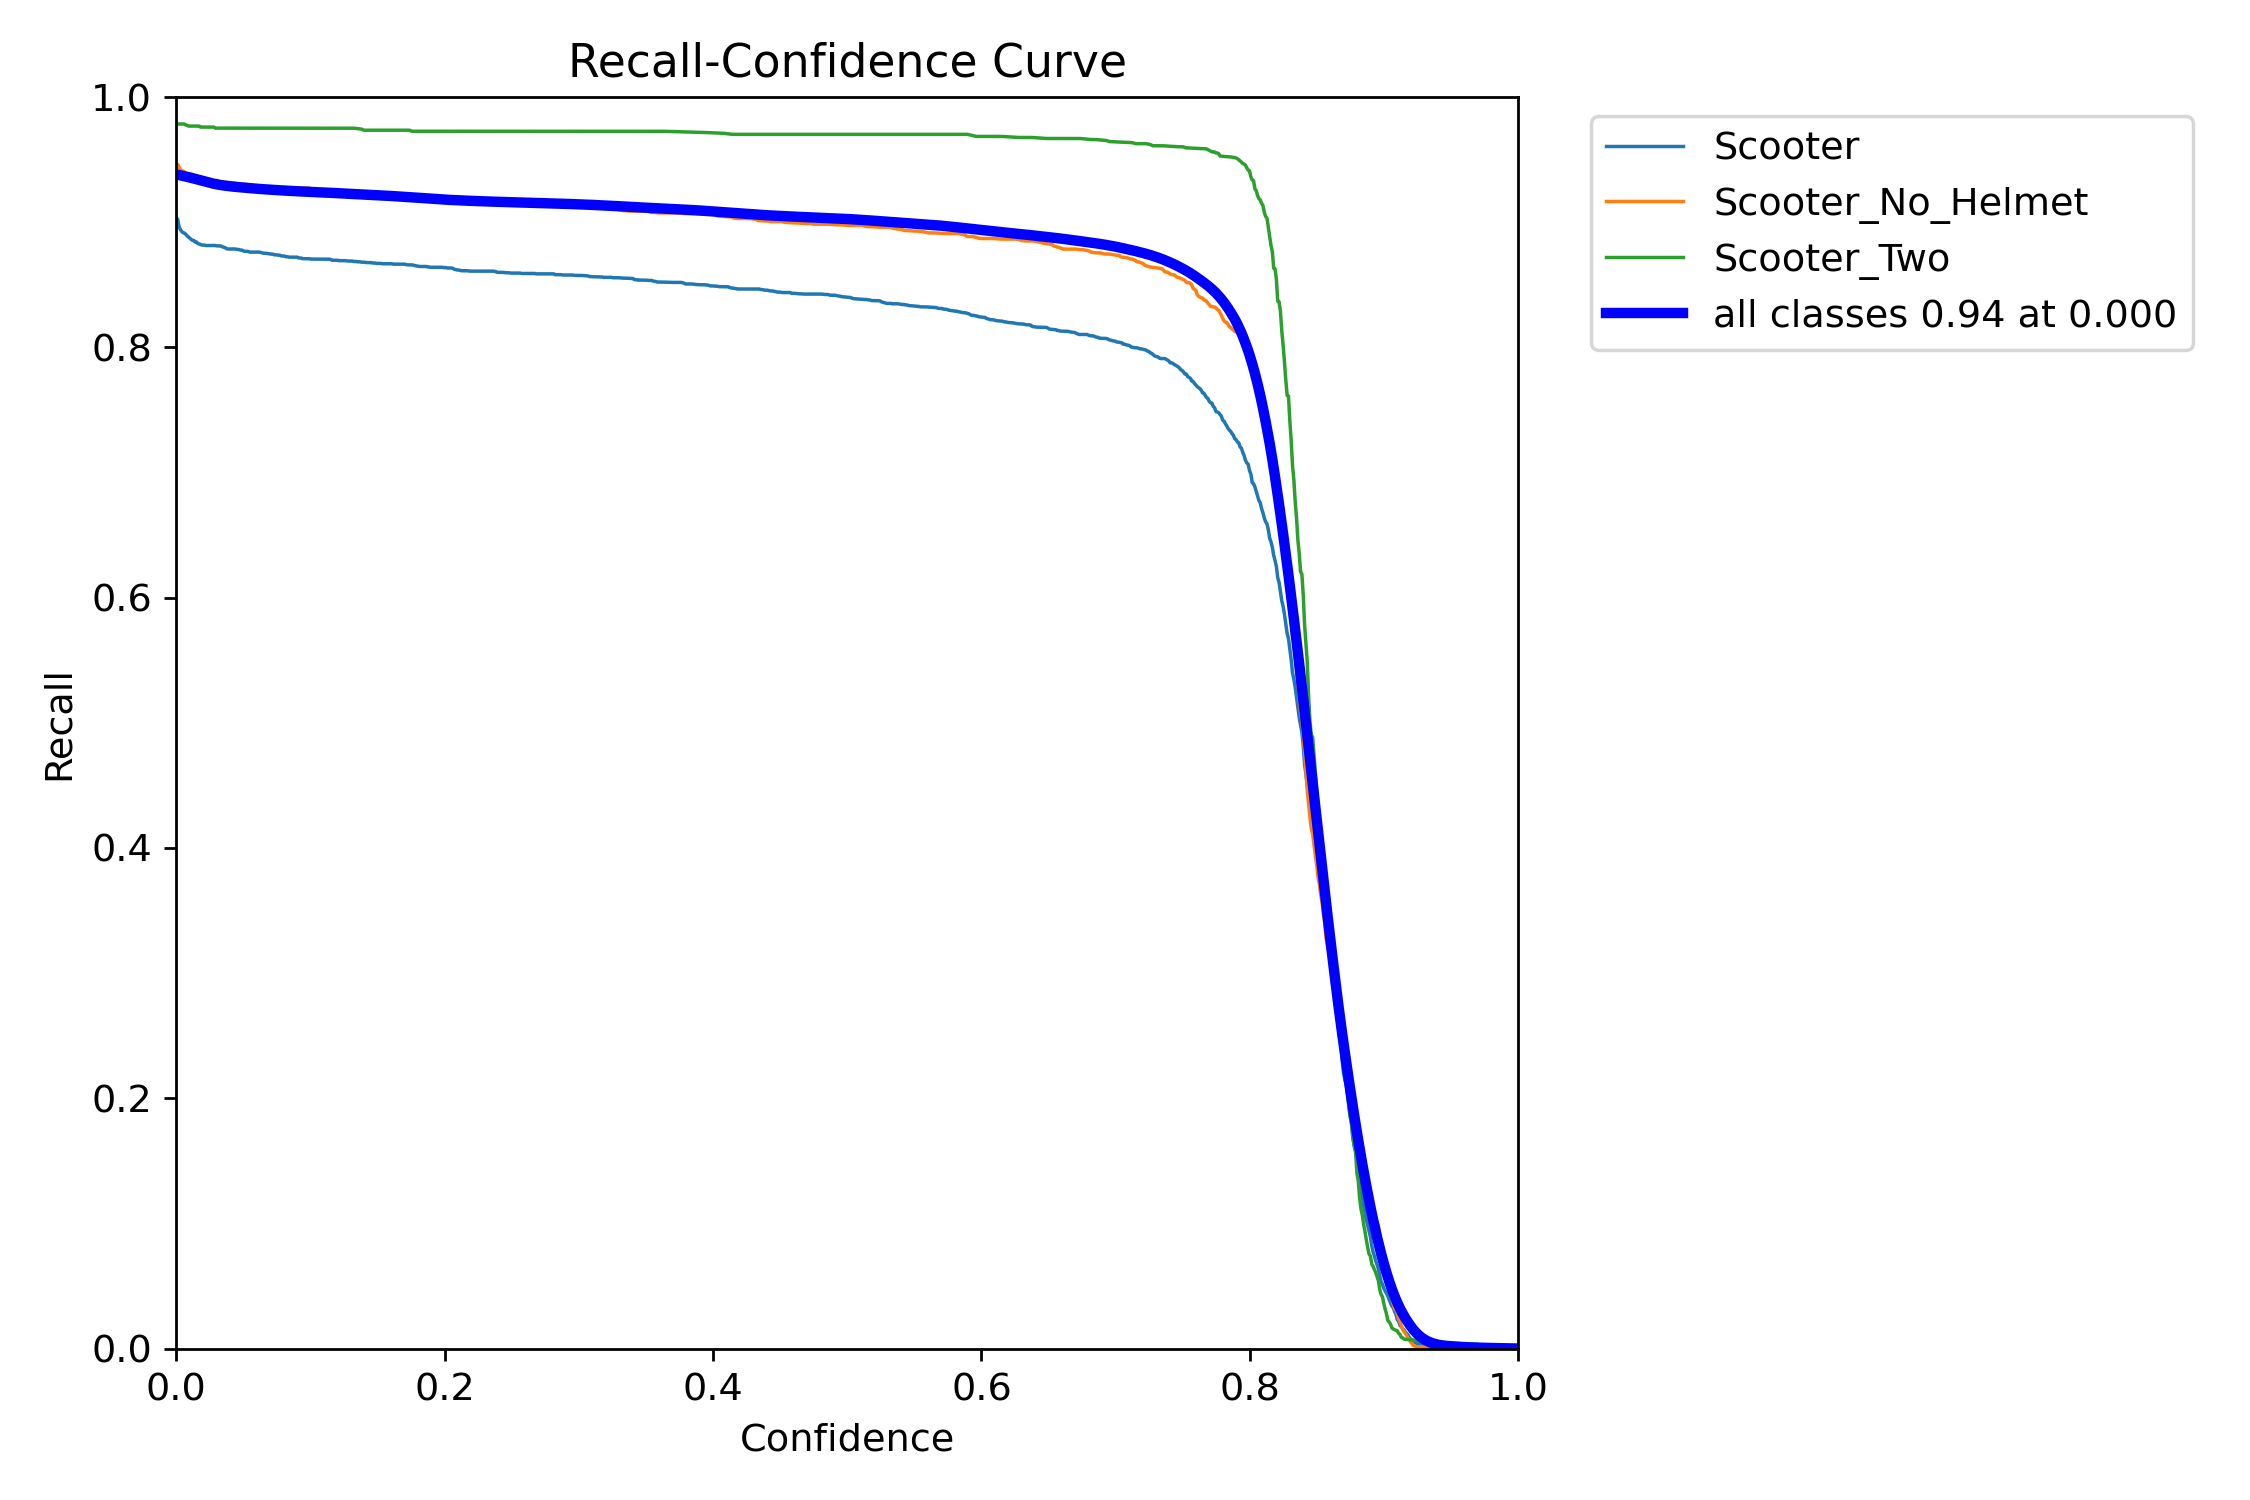 Recall-Confidence Curve
1.0
0.8
0.6
0.4
0.2
0.0
Recall
0.0 0.2 0.4 0.6 0.8 1.0
Confidence
Scooter
Scooter_No_Helmet
Scooter_Two
all classes 0.94 at 0.000